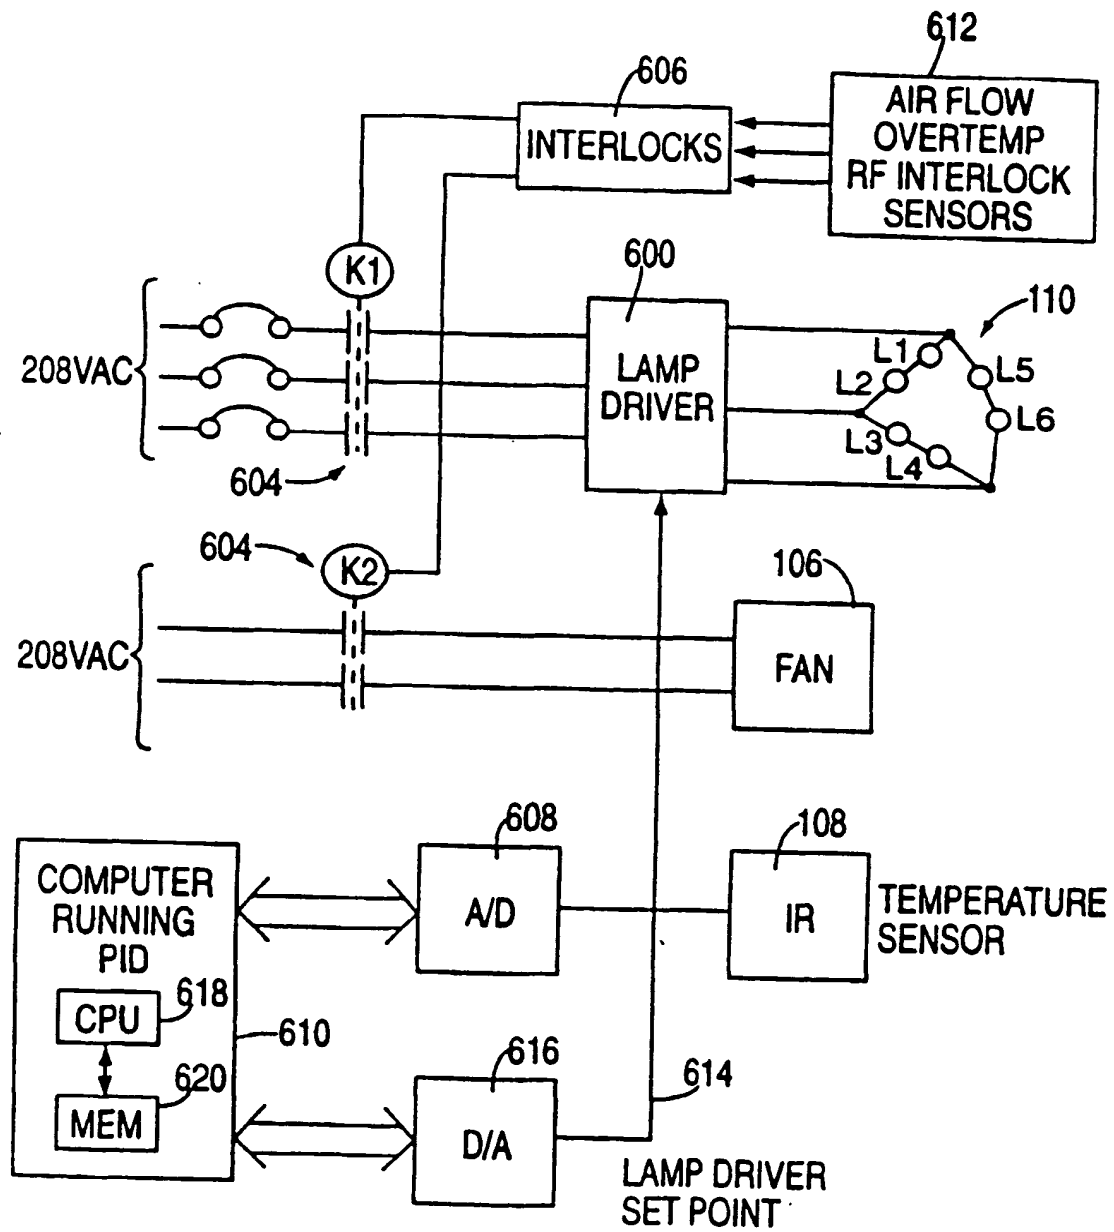 612
606
AIR FLOW
OVERTEMP
RF INTERLOCK
SENSORS
INTERLOCKS
K1
600
110
208VAC
LAMP
DRIVER
L1
L2
L5
L6
L3
L4
604
604
K2
106
208VAC
FAN
608
108
COMPUTER
RUNNING
PID
A/D
IR
TEMPERATURE
SENSOR
CPU
618
610
616
614
620
MEM
D/A
LAMP DRIVER
SET POINT